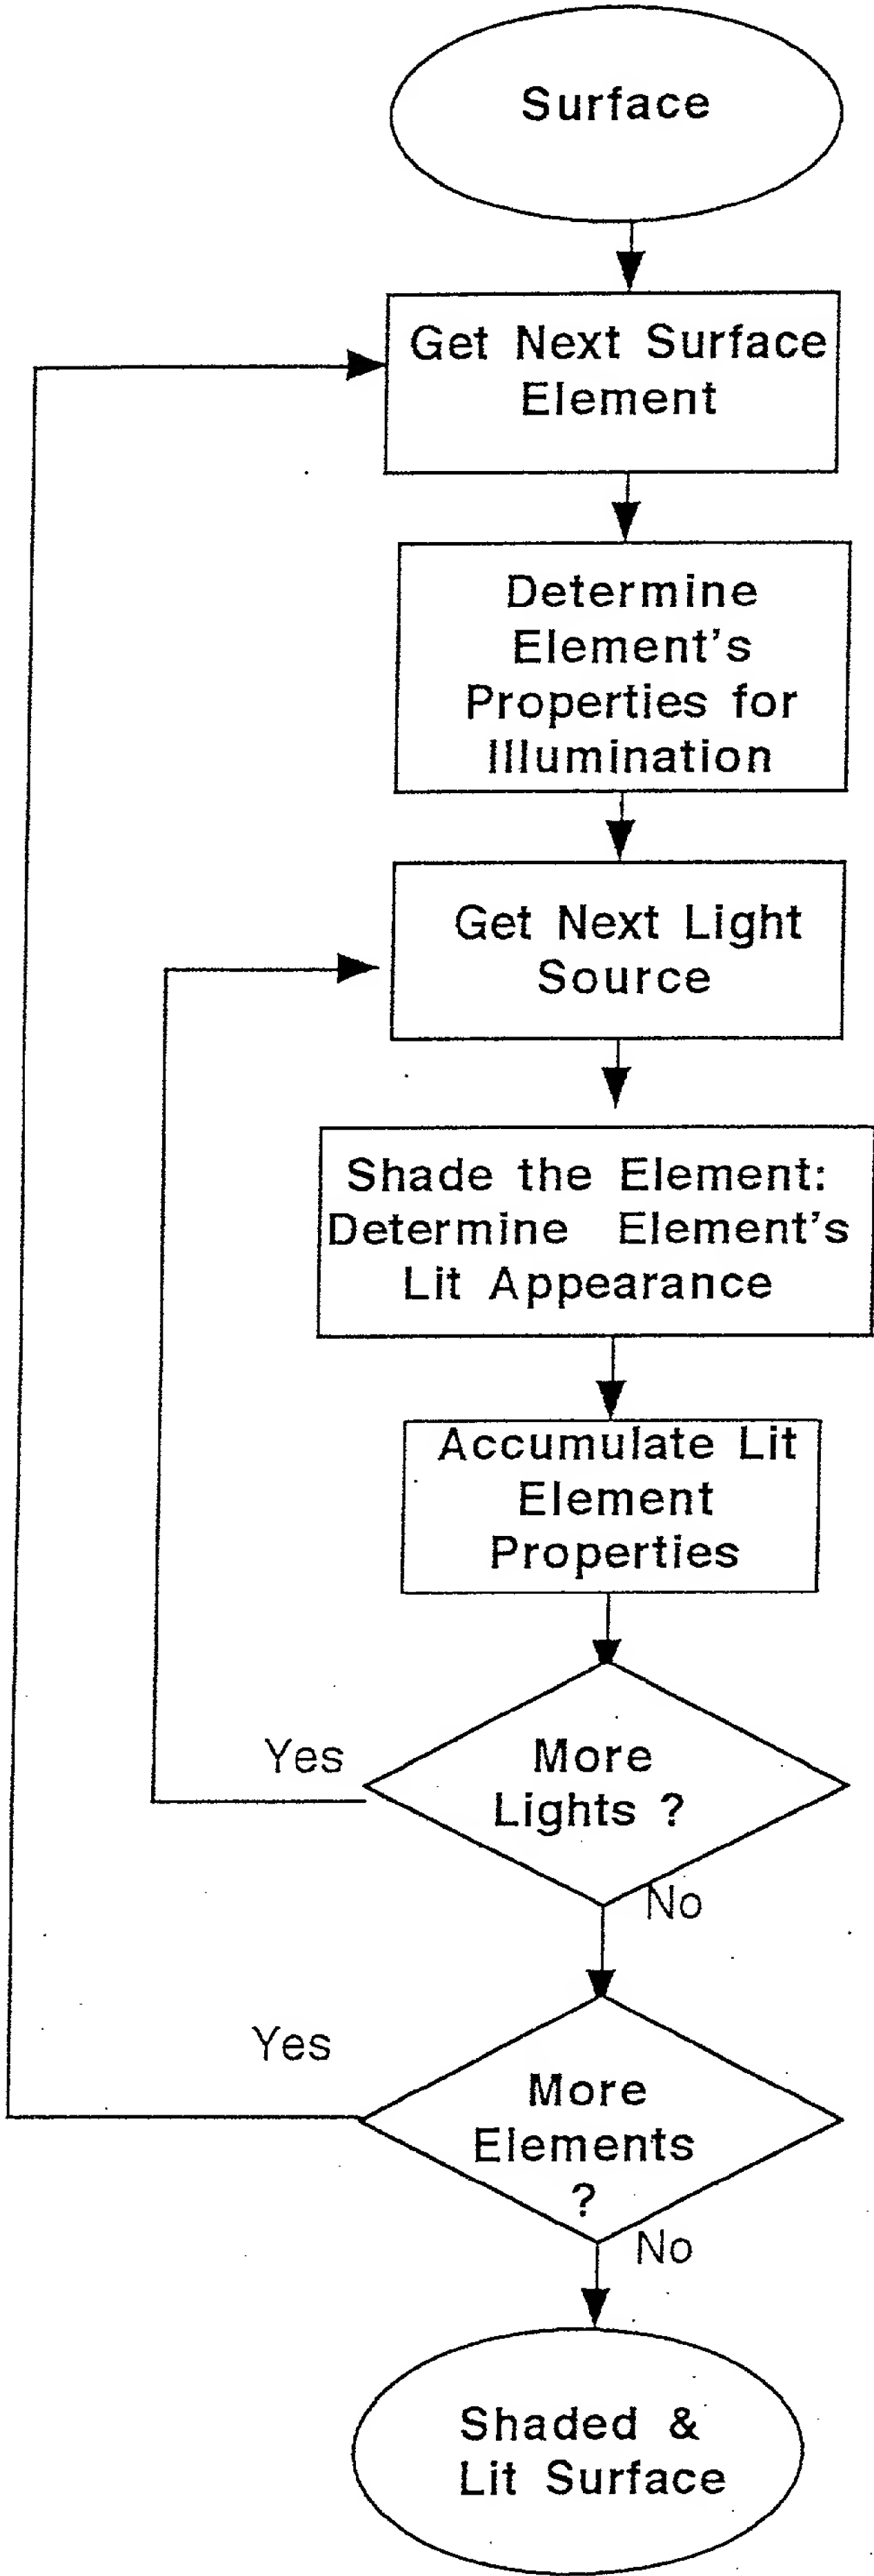 Surface
Get Next Surface
Element
Determine
Element's
Properties for
Illumination
Get Next Light
Source
Shade the Element:
Determine Element's
Lit Appearance
Accumulate Lit
Element
Properties
Yes
More
Lights ?
No
Yes
More
Elements
?
No
Shaded &
Lit Surface